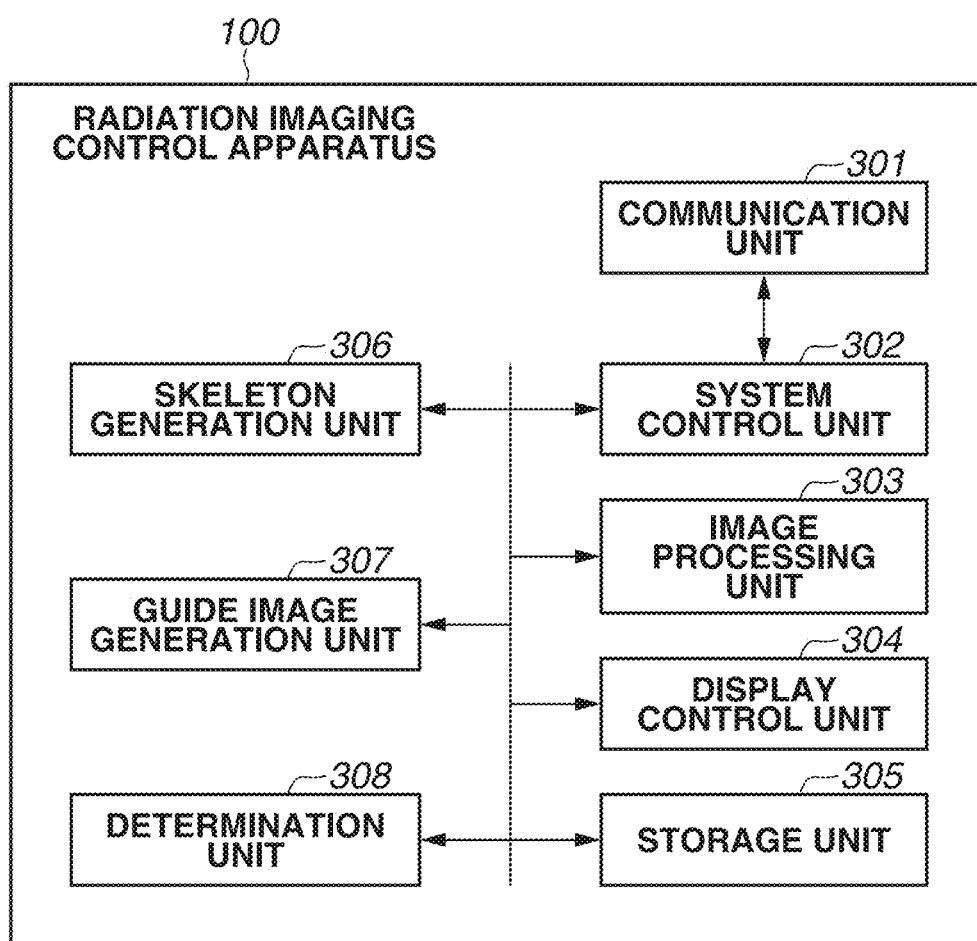 100
RADIATION IMAGING
CONTROL APPARATUS
301
COMMUNICATION
UNIT
306
SKELETON
GENERATION UNIT
302
SYSTEM
CONTROL UNIT
303
IMAGE
PROCESSING
UNIT
307
GUIDE IMAGE
GENERATION UNIT
304
DISPLAY
CONTROL UNIT
308
DETERMINATION
UNIT
305
STORAGE UNIT